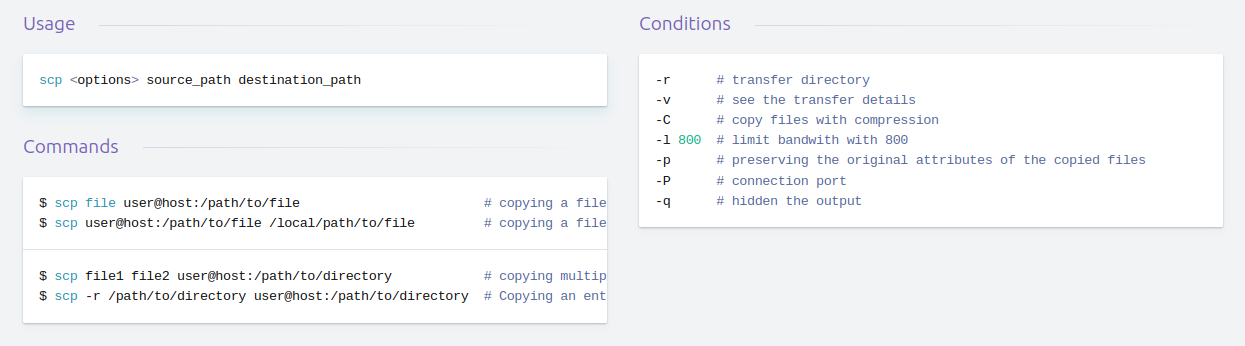 Usage
scp <options> source_path destination_path
Commands
$ scp file user@host:/path/to/file # copying a file
$ scp user@host:/path/to/file /local/path/to/file # copying a file
$ scp file1 file2 user@host:/path/to/directory # copying multip
$ scp -r /path/to/directory user@host:/path/to/directory # Copying an ent
Conditions
-r # transfer directory
-v # see the transfer details
-C # copy files with compression
-l 800 # limit bandwith with 800
-p # preserving the original attributes of the copied files
-P # connection port
-q # hidden the output